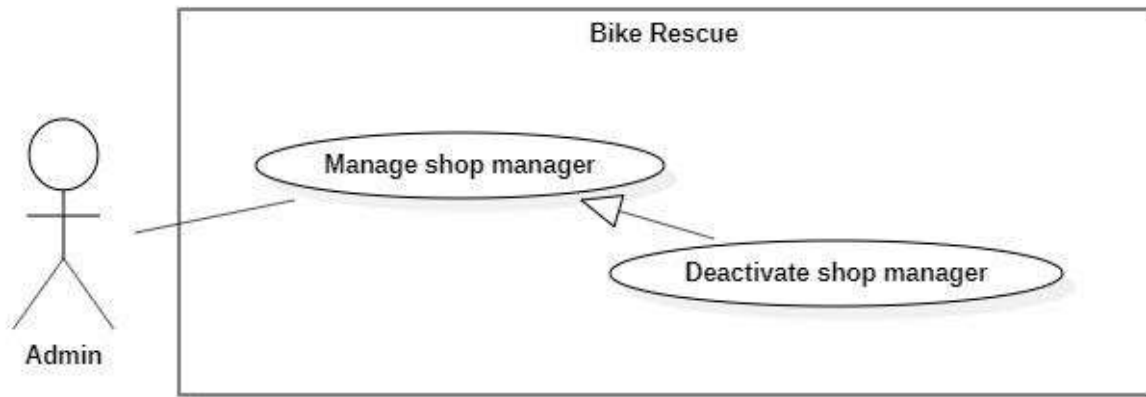 Bike Rescue
Manage shop manager
Deactivate shop manager
Admin